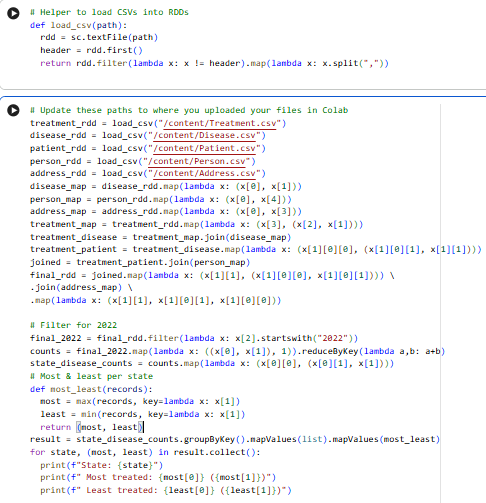 # Helper to load CSVs into RDDs
def load_csv(path):
  rdd = sc.textFile(path)
  header = rdd.first()
  return rdd.filter(lambda x: x != header).map(lambda x: x.split(","))
# Update these paths to where you uploaded your files in Colab
treatment_rdd = load_csv("/content/Treatment.csv")
disease_rdd = load_csv("/content/Disease.csv")
patient_rdd = load_csv("/content/Patient.csv")
person_rdd = load_csv("/content/Person.csv")
address_rdd = load_csv("/content/Address.csv")
disease_map = disease_rdd.map(lambda x: (x[0], x[1]))
person_map = person_rdd.map(lambda x: (x[0], x[4]))
address_map = address_rdd.map(lambda x: (x[0], x[3]))
treatment_map = treatment_rdd.map(lambda x: (x[3], (x[2], x[1])))
treatment_disease = treatment_map.join(disease_map)
treatment_patient = treatment_disease.map(lambda x: (x[1][0][0], (x[1][0][1], x[1][1])))
joined = treatment_patient.join(person_map)
final_rdd = joined.map(lambda x: (x[1][1], (x[1][0][0], x[1][0][1]))) \
.join(address_map) \
.map(lambda x: (x[1][1], x[1][0][1], x[1][0][0]))
# Filter for 2022
final_2022 = final_rdd.filter(lambda x: x[2].startswith("2022"))
counts = final_2022.map(lambda x: ((x[0], x[1]), 1)).reduceByKey(lambda a,b: a+b)
state_disease_counts = counts.map(lambda x: (x[0][0], (x[0][1], x[1])))
# Most & least per state
def most_least(records):
  most = max(records, key=lambda x: x[1])
  least = min(records, key=lambda x: x[1])
  return (most, least)
result = state_disease_counts.groupByKey().mapValues(list).mapValues(most_least)
for state, (most, least) in result.collect():
  print(f"State: {state}")
  print(f" Most treated: {most[0]} ({most[1]})")
  print(f" Least treated: {least[0]} ({least[1]})")